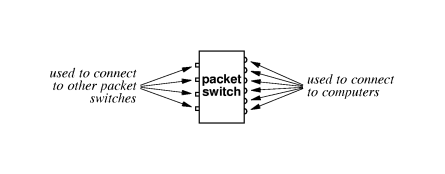 used to connect
to other packet
switches
packet
switch
used to connect
to computers